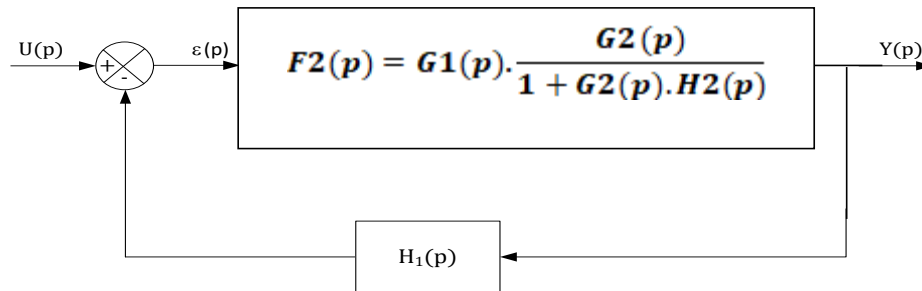 U(p)
+
-
ε(p)
F2(p) = G1(p). G2(p) / 1 + G2(p).H2(p)
Y(p)
H₁(p)